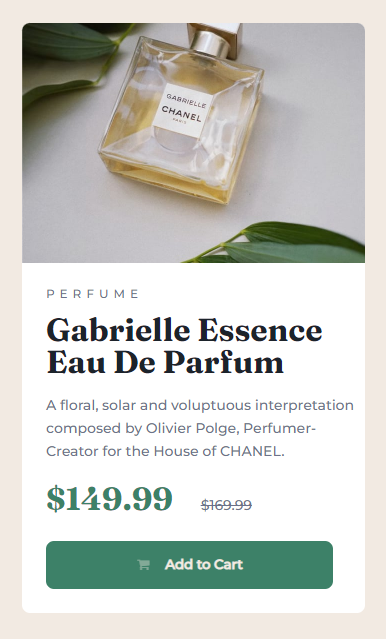 GABRIELLE
CHANEL
PARIS
PERFUME
Gabrielle Essence
Eau De Parfum
A floral, solar and voluptuous interpretation
composed by Olivier Polge, Perfumer-
Creator for the House of CHANEL.
$149.99 $169.99
Add to Cart